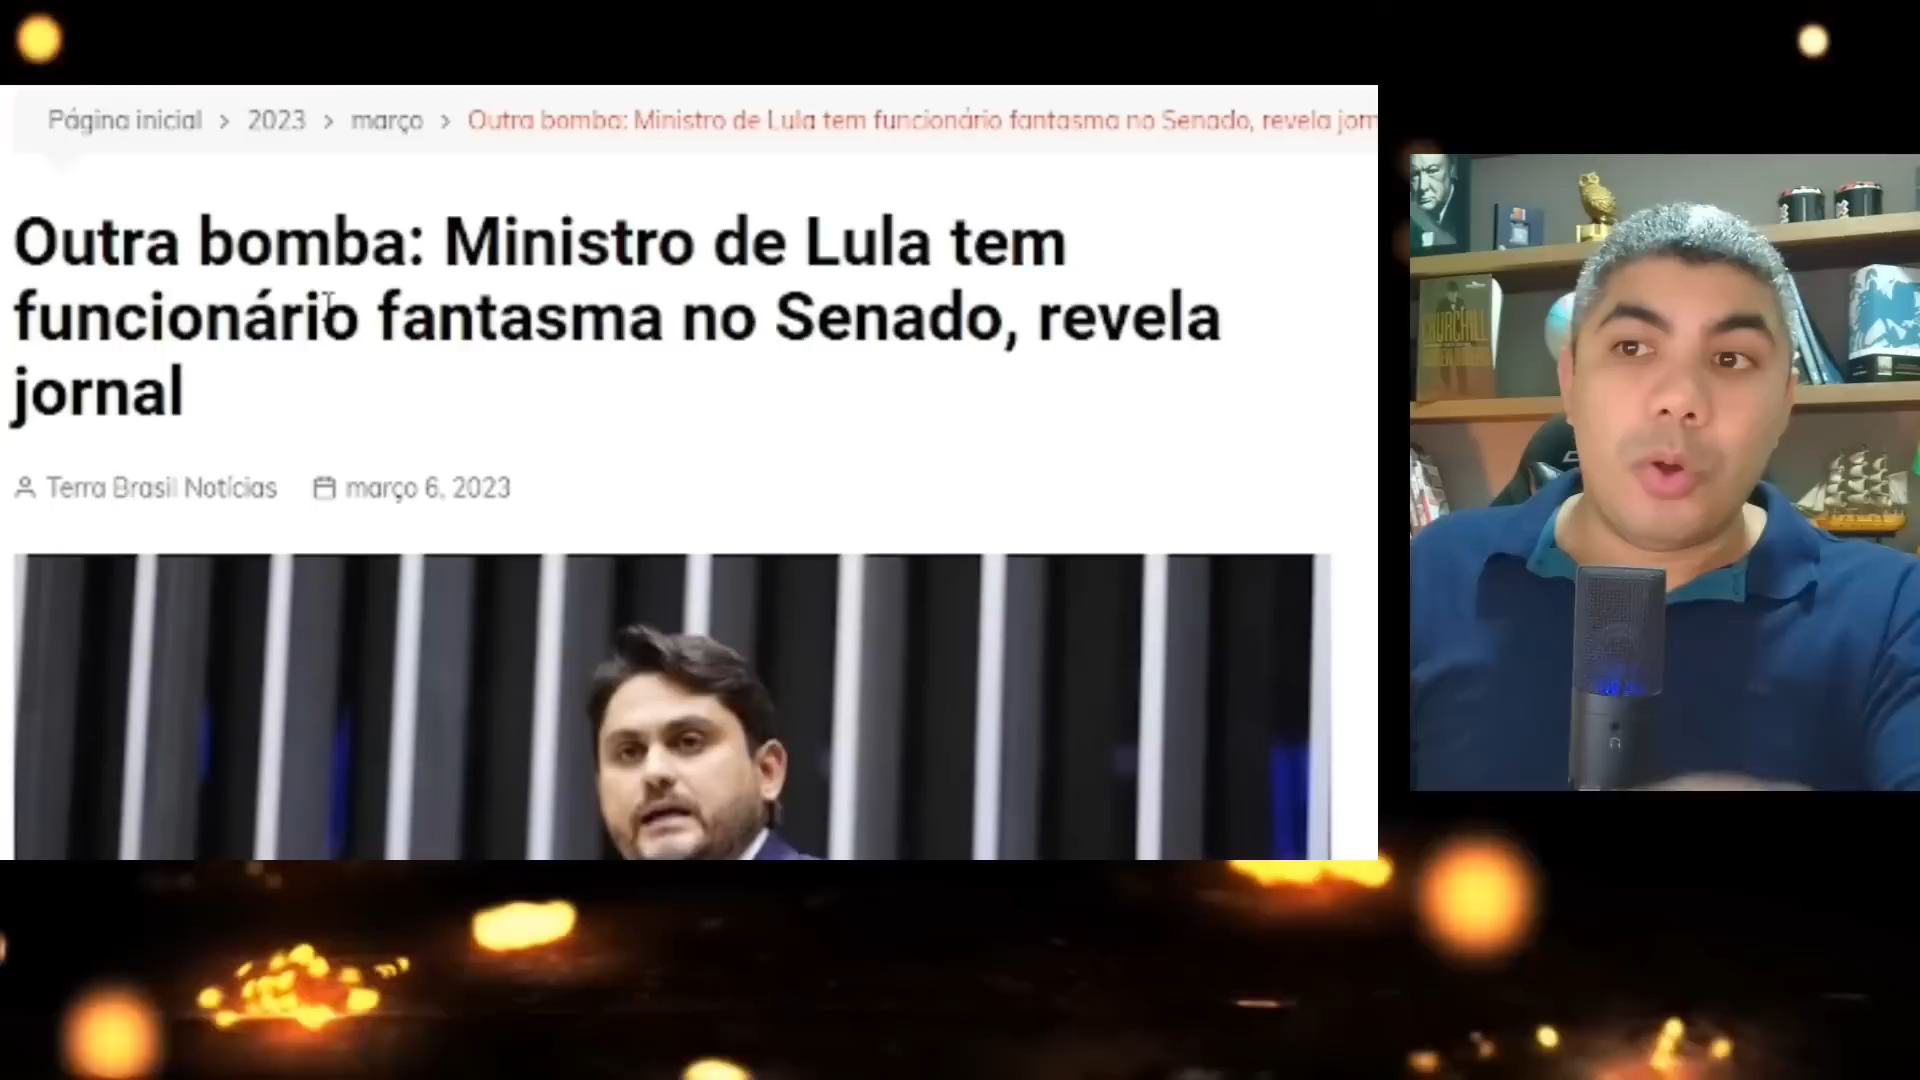 Página inicial > 2023 > março > Outra bomba: Ministro de Lula tem funcionário fantasma no Senado, revela jorn
Outra bomba: Ministro de Lula tem
funcionário fantasma no Senado, revela
jornal
Terra Brasil Notícias março 6, 2023
CHURCHILL